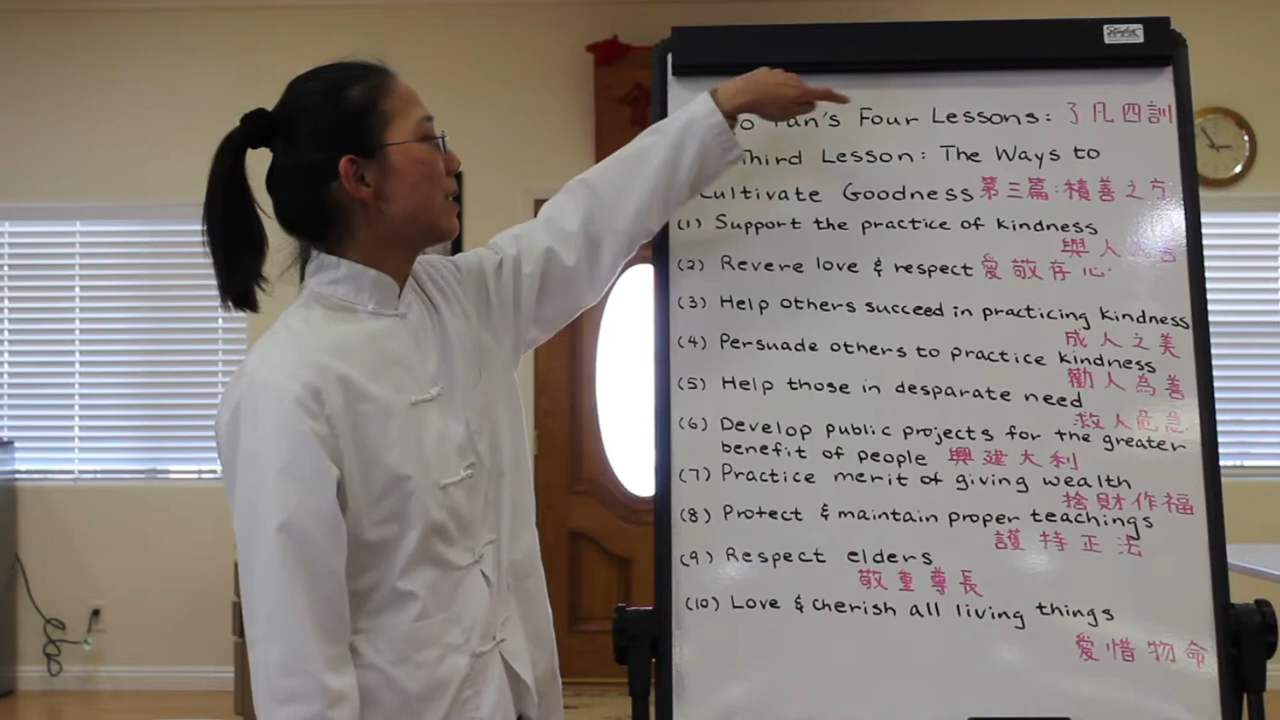 o Fan's Four Lessons: 了凡四訓
Third Lesson: The Ways to
Cultivate Goodness 第三篇:積善之方
(1) Support the practice of kindness
與人
(2) Revere love & respect 愛敬存心
(3) Help others succeed in practicing kindness
成人之美
(4) Persuade others to practice kindness
勸人為善
(5) Help those in desparate need
救人危急
(6) Develop public projects for the greater
benefit of people 興建大利
(7) Practice merit of giving wealth
捨財作福
(8) Protect & maintain proper teachings
護持正法
(9) Respect elders
敬重尊長
(10) Love & cherish all living things
愛惜物命